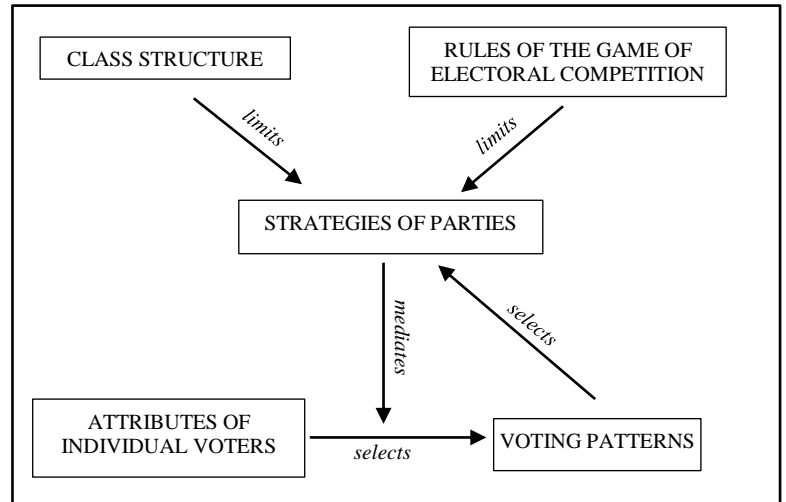 CLASS STRUCTURE
RULES OF THE GAME OF
ELECTORAL COMPETITION
limits
limits
STRATEGIES OF PARTIES
mediates
selects
ATTRIBUTES OF
INDIVIDUAL VOTERS
selects
VOTING PATTERNS